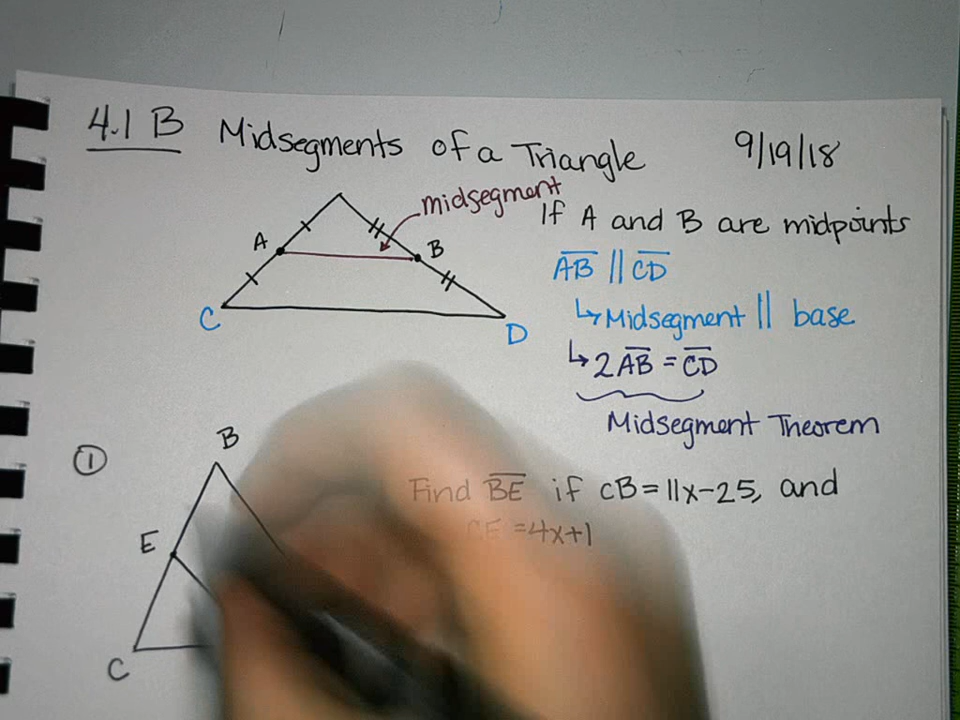 4.1 B Midsegments of a Triangle 9/19/18
midsegment
If A and B are midpoints
A B
AB || CD
C D
↳ Midsegment || base
↳ 2AB = CD
Midsegment Theorem
① B
Find BE if CB = 11x-25, and
CE = 4x+1
E
C